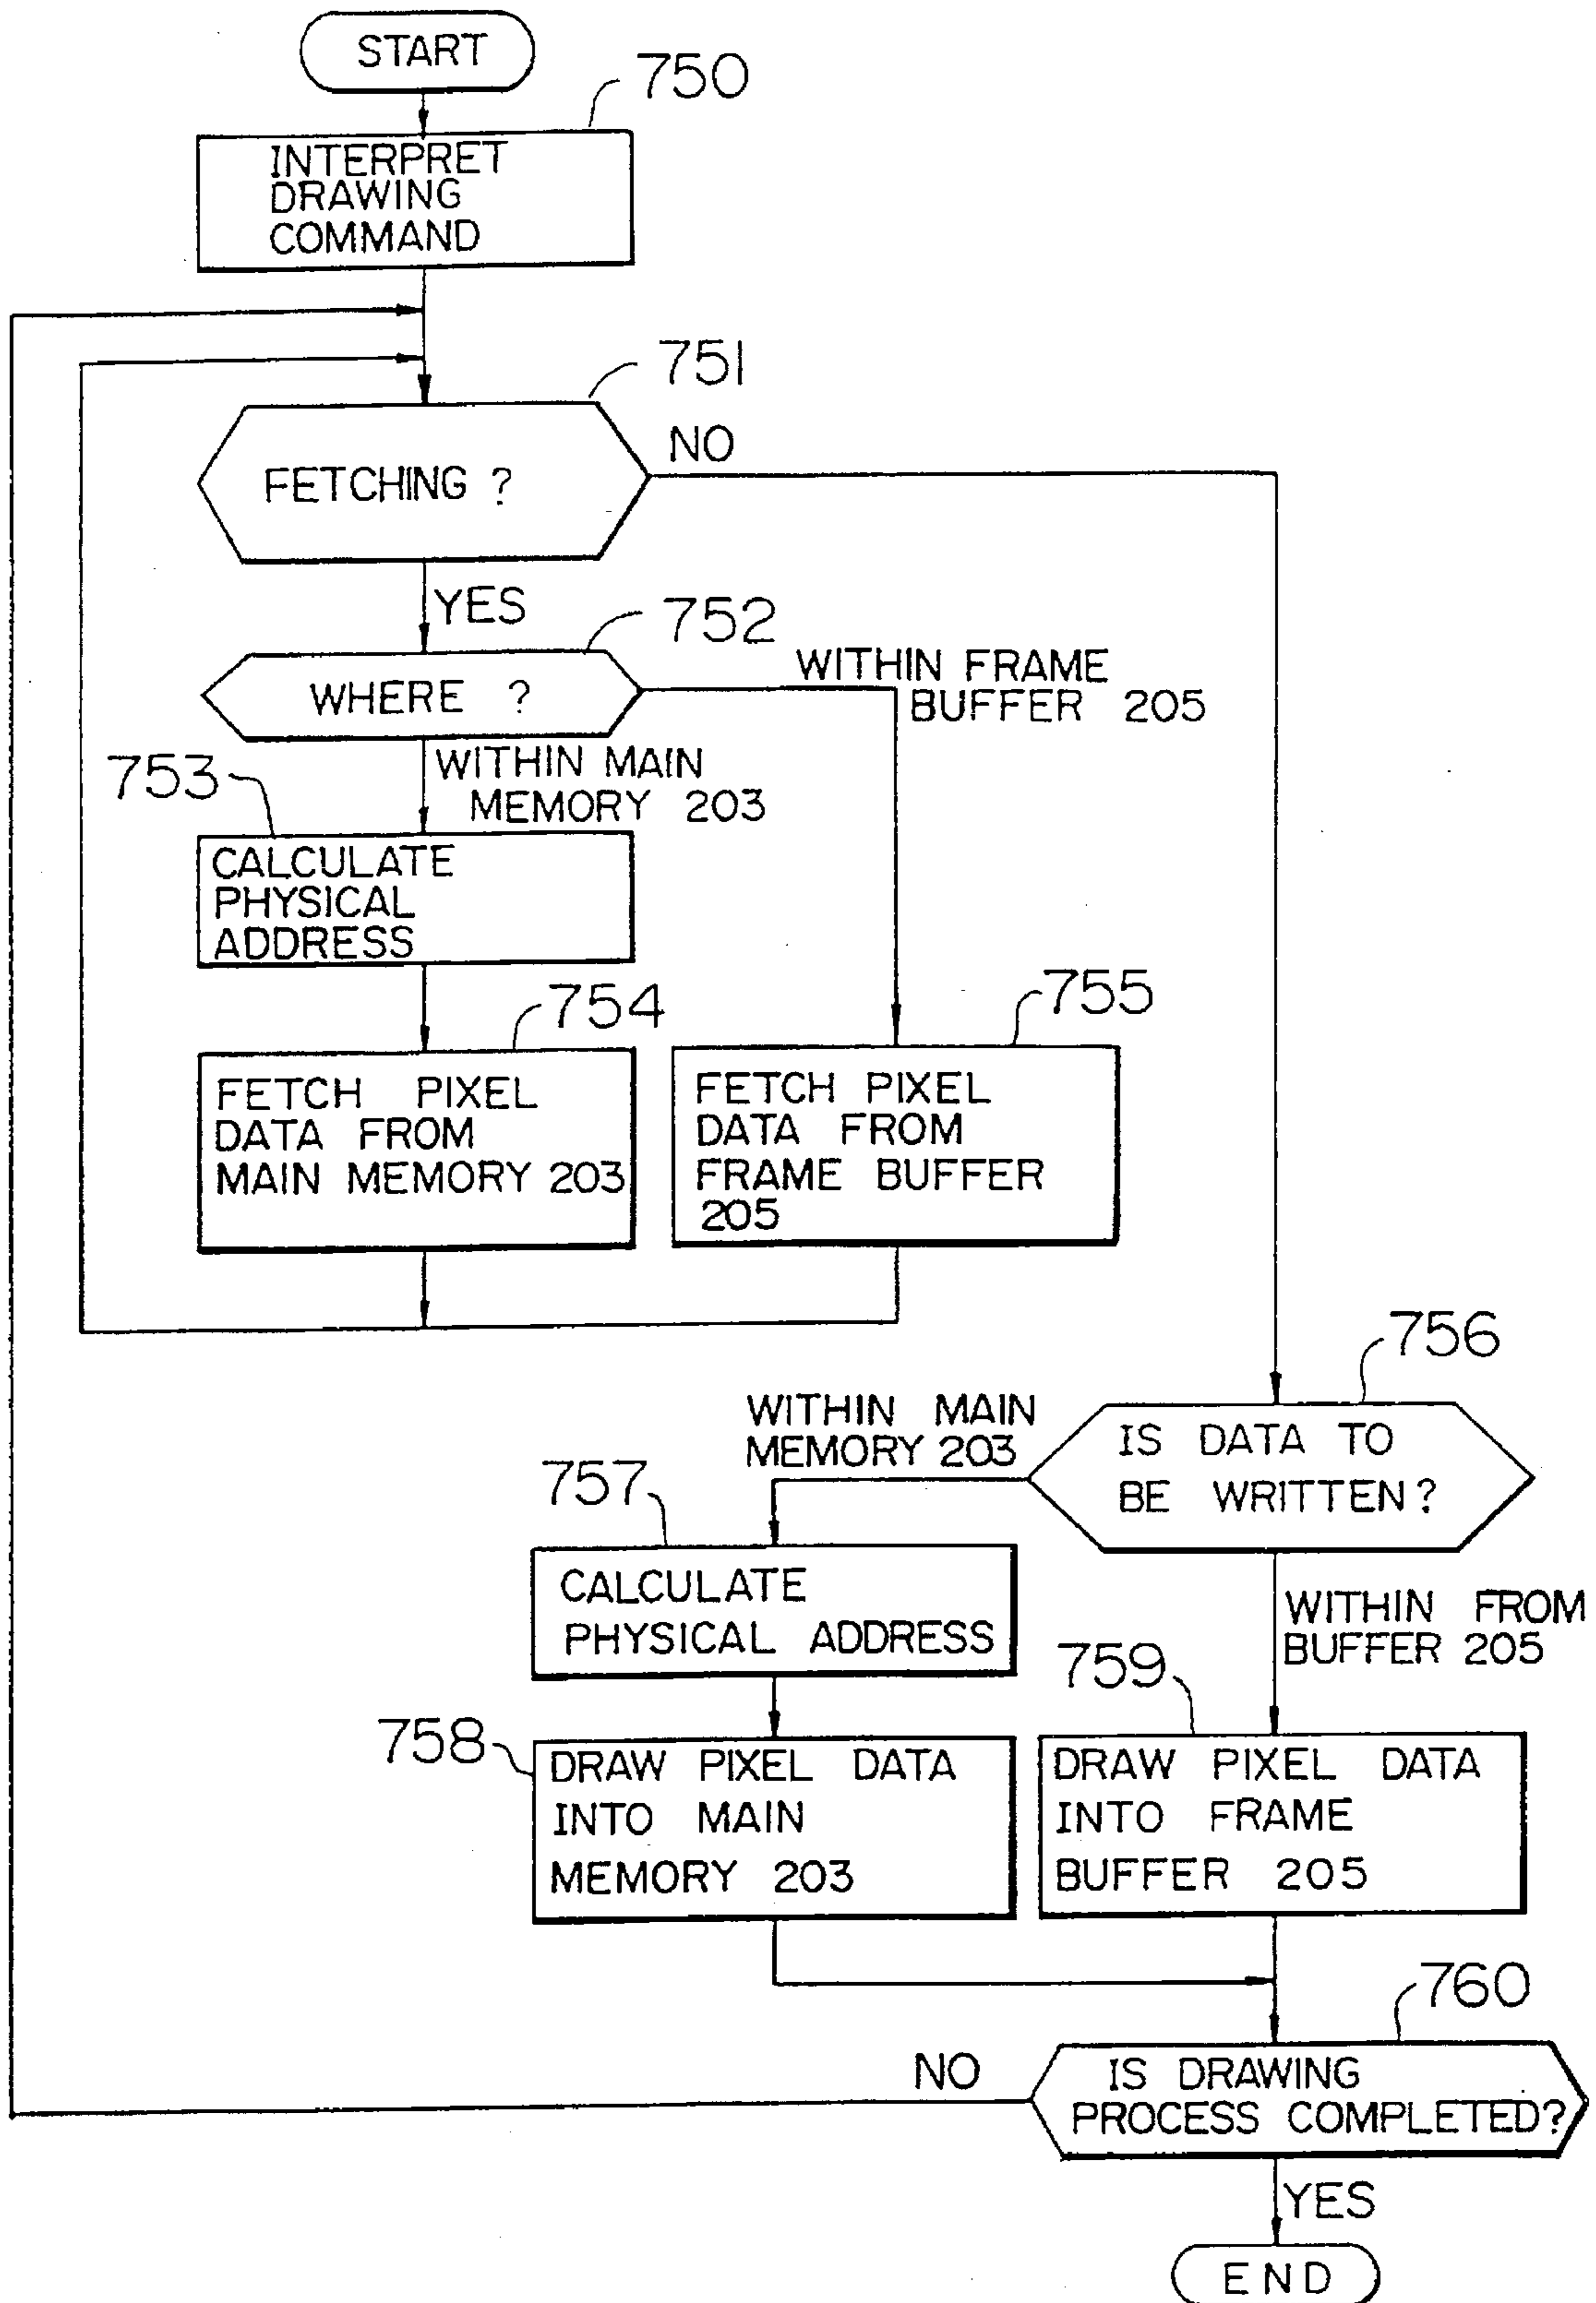 START
750
INTERPRET
DRAWING
COMMAND
751
FETCHING ?
NO
YES
752
WHERE ?
WITHIN FRAME
BUFFER 205
753
WITHIN MAIN
MEMORY 203
CALCULATE
PHYSICAL
ADDRESS
754
755
FETCH PIXEL
DATA FROM
MAIN MEMORY 203
FETCH PIXEL
DATA FROM
FRAME BUFFER
205
756
WITHIN MAIN
MEMORY 203
IS DATA TO
BE WRITTEN?
757
CALCULATE
PHYSICAL ADDRESS
WITHIN FROM
BUFFER 205
759
758
DRAW PIXEL DATA
INTO MAIN
MEMORY 203
DRAW PIXEL DATA
INTO FRAME
BUFFER 205
760
NO
IS DRAWING
PROCESS COMPLETED?
YES
END